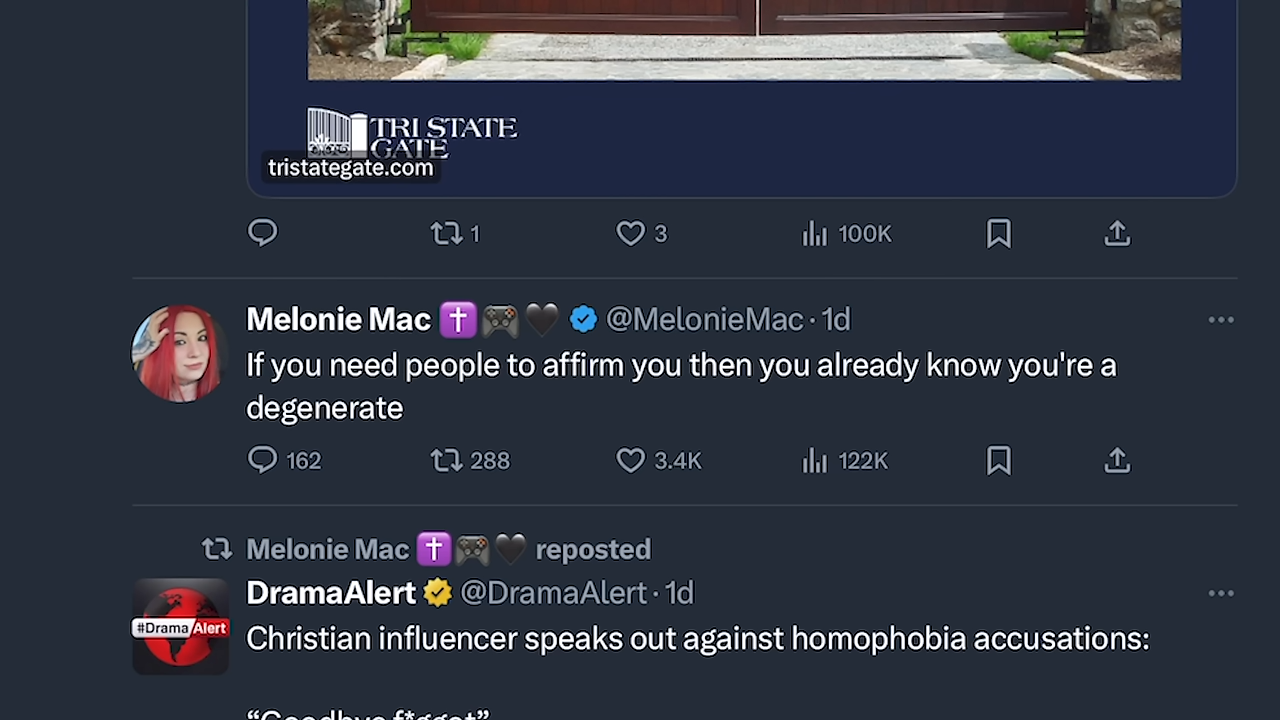 TRI STATE
GATE
tristategate.com
1 3 100K
Melonie Mac ✝️🎮🖤 @MelonieMac · 1d
If you need people to affirm you then you already know you're a
degenerate
162 288 3.4K 122K
Melonie Mac ✝️🎮🖤 reposted
DramaAlert @DramaAlert · 1d
#Drama Alert
Christian influencer speaks out against homophobia accusations:
“Goodbye f*ggot”